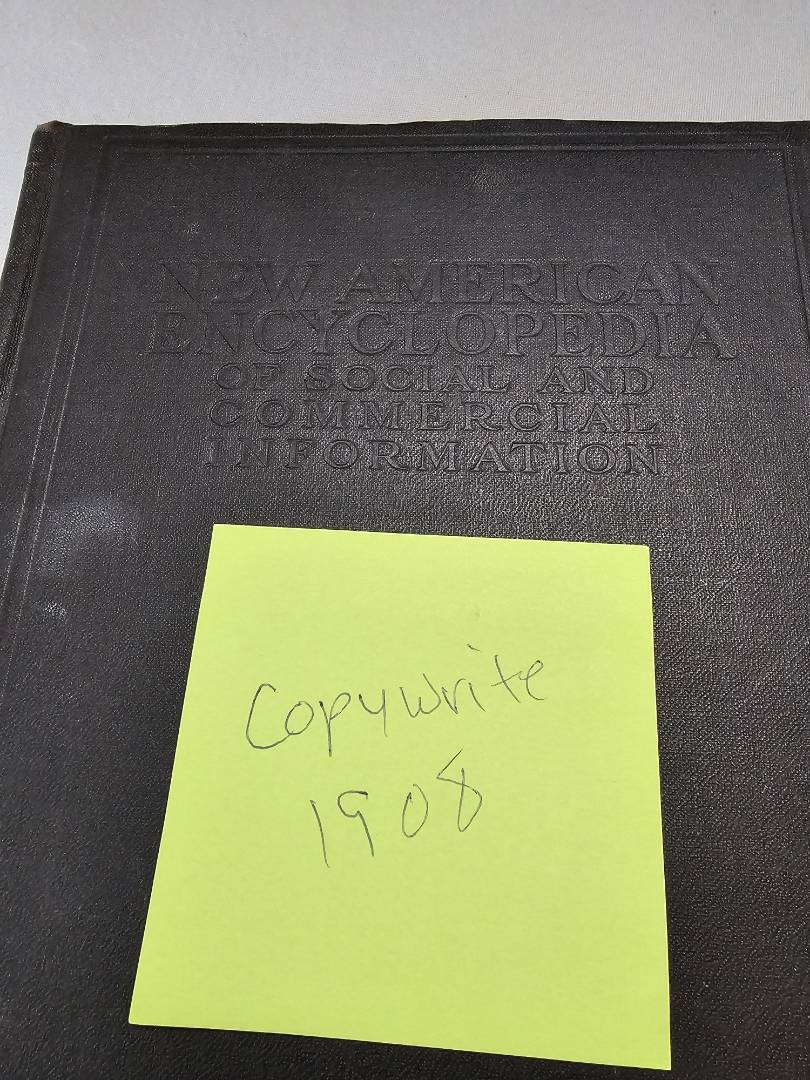 NEW AMERICAN
ENCYCLOPEDIA
OF SOCIAL AND
COMMERCIAL
INFORMATION
Copywrite
1908